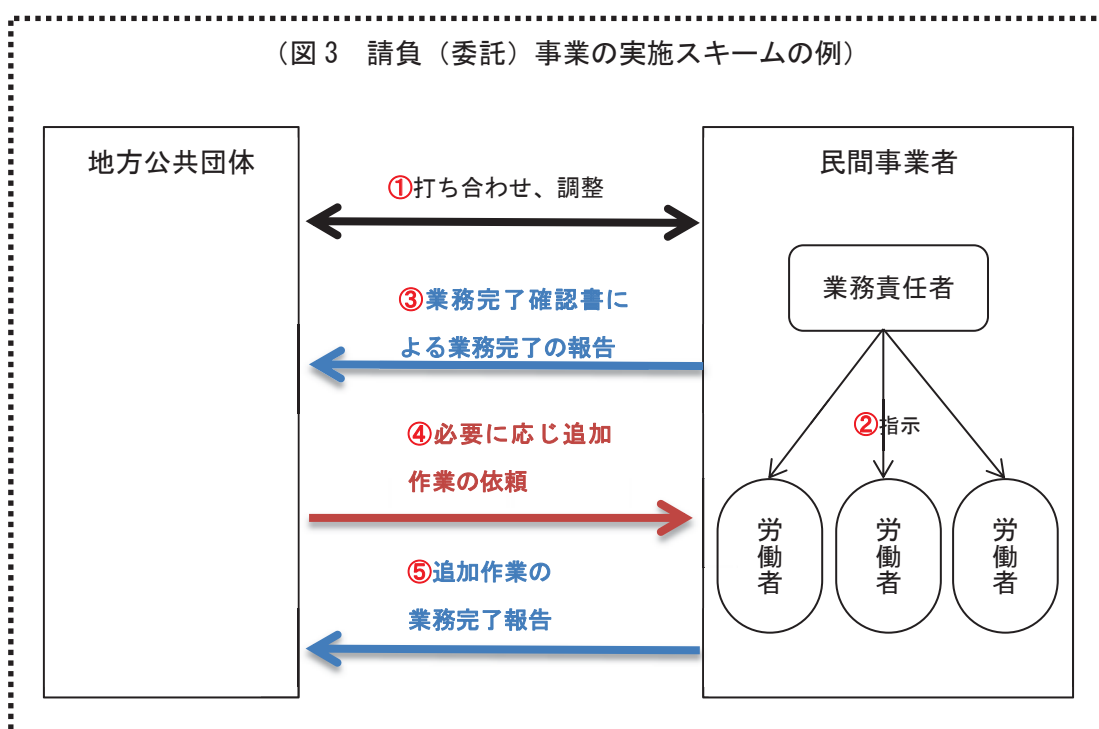 （図３　請負（委託）事業の実施スキームの例）
地方公共団体
民間事業者
①打ち合わせ、調整
業務責任者
②指示
③業務完了確認書に
よる業務完了の報告
④必要に応じ追加
作業の依頼
⑤追加作業の
業務完了報告
労働者
労働者
労働者